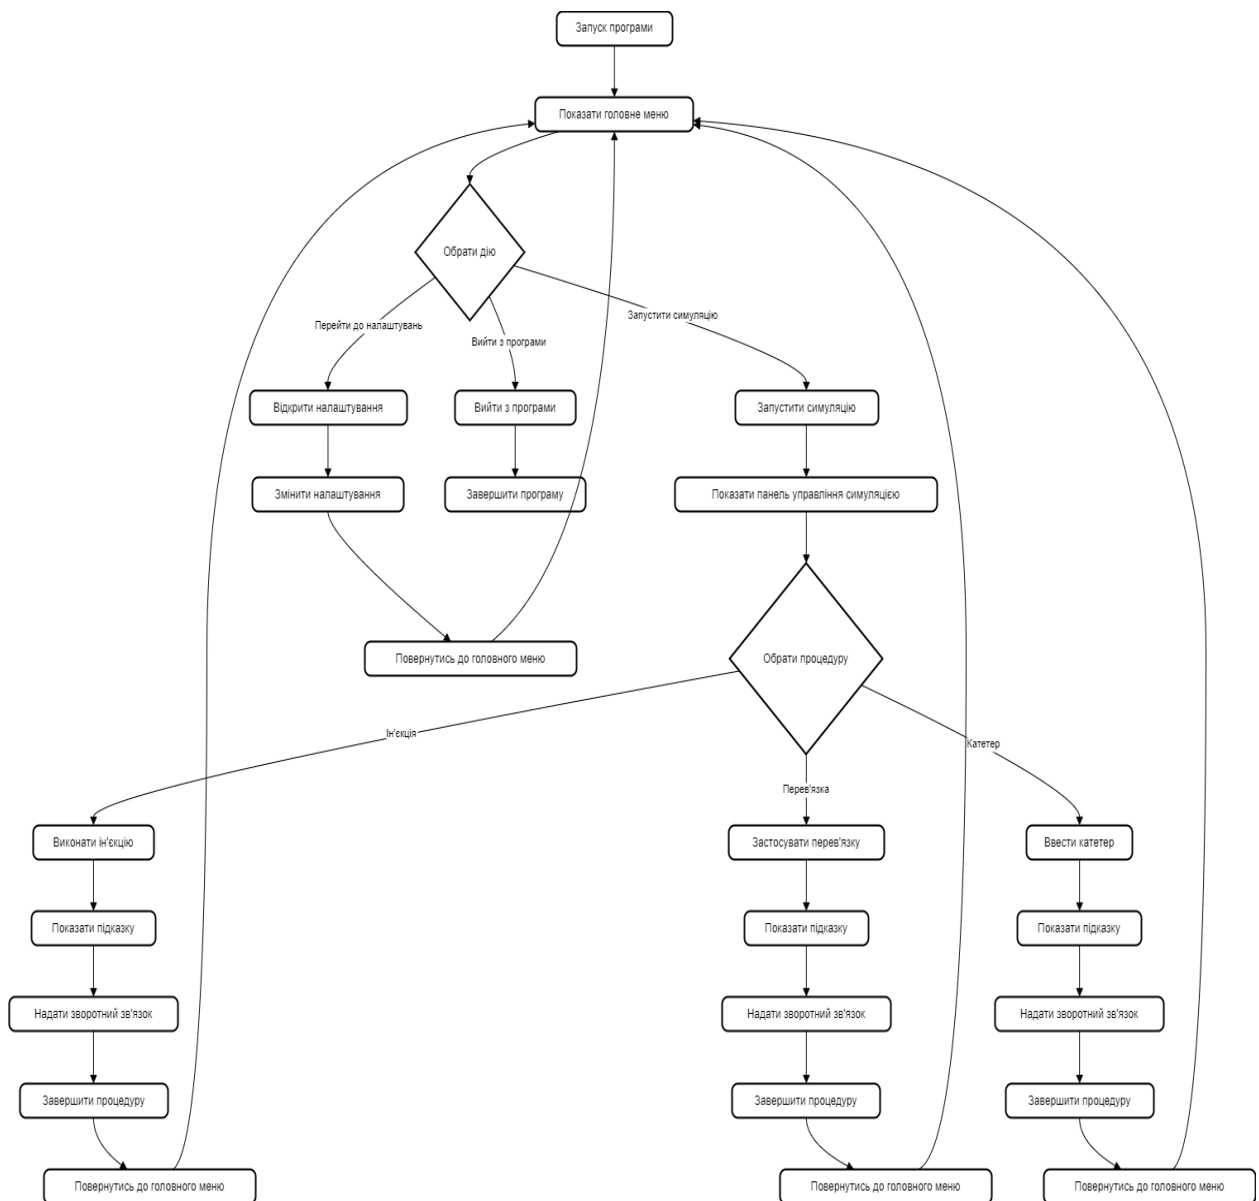 Запуск програми
Показати головне меню
Обрати дію
Запустити симуляцію
Перейти до налаштувань
Вийти з програми
Відкрити налаштування
Вийти з програми
Запустити симуляцію
Змінити налаштування
Завершити програму
Показати панель управління симуляцією
Повернутись до головного меню
Обрати процедуру
Ін'єкція
Катетер
Перев'язка
Виконати ін'єкцію
Застосувати перев'язку
Ввести катетер
Показати підказку
Показати підказку
Показати підказку
Надати зворотний зв'язок
Надати зворотний зв'язок
Надати зворотний зв'язок
Завершити процедуру
Завершити процедуру
Завершити процедуру
Повернутись до головного меню
Повернутись до головного меню
Повернутись до головного меню